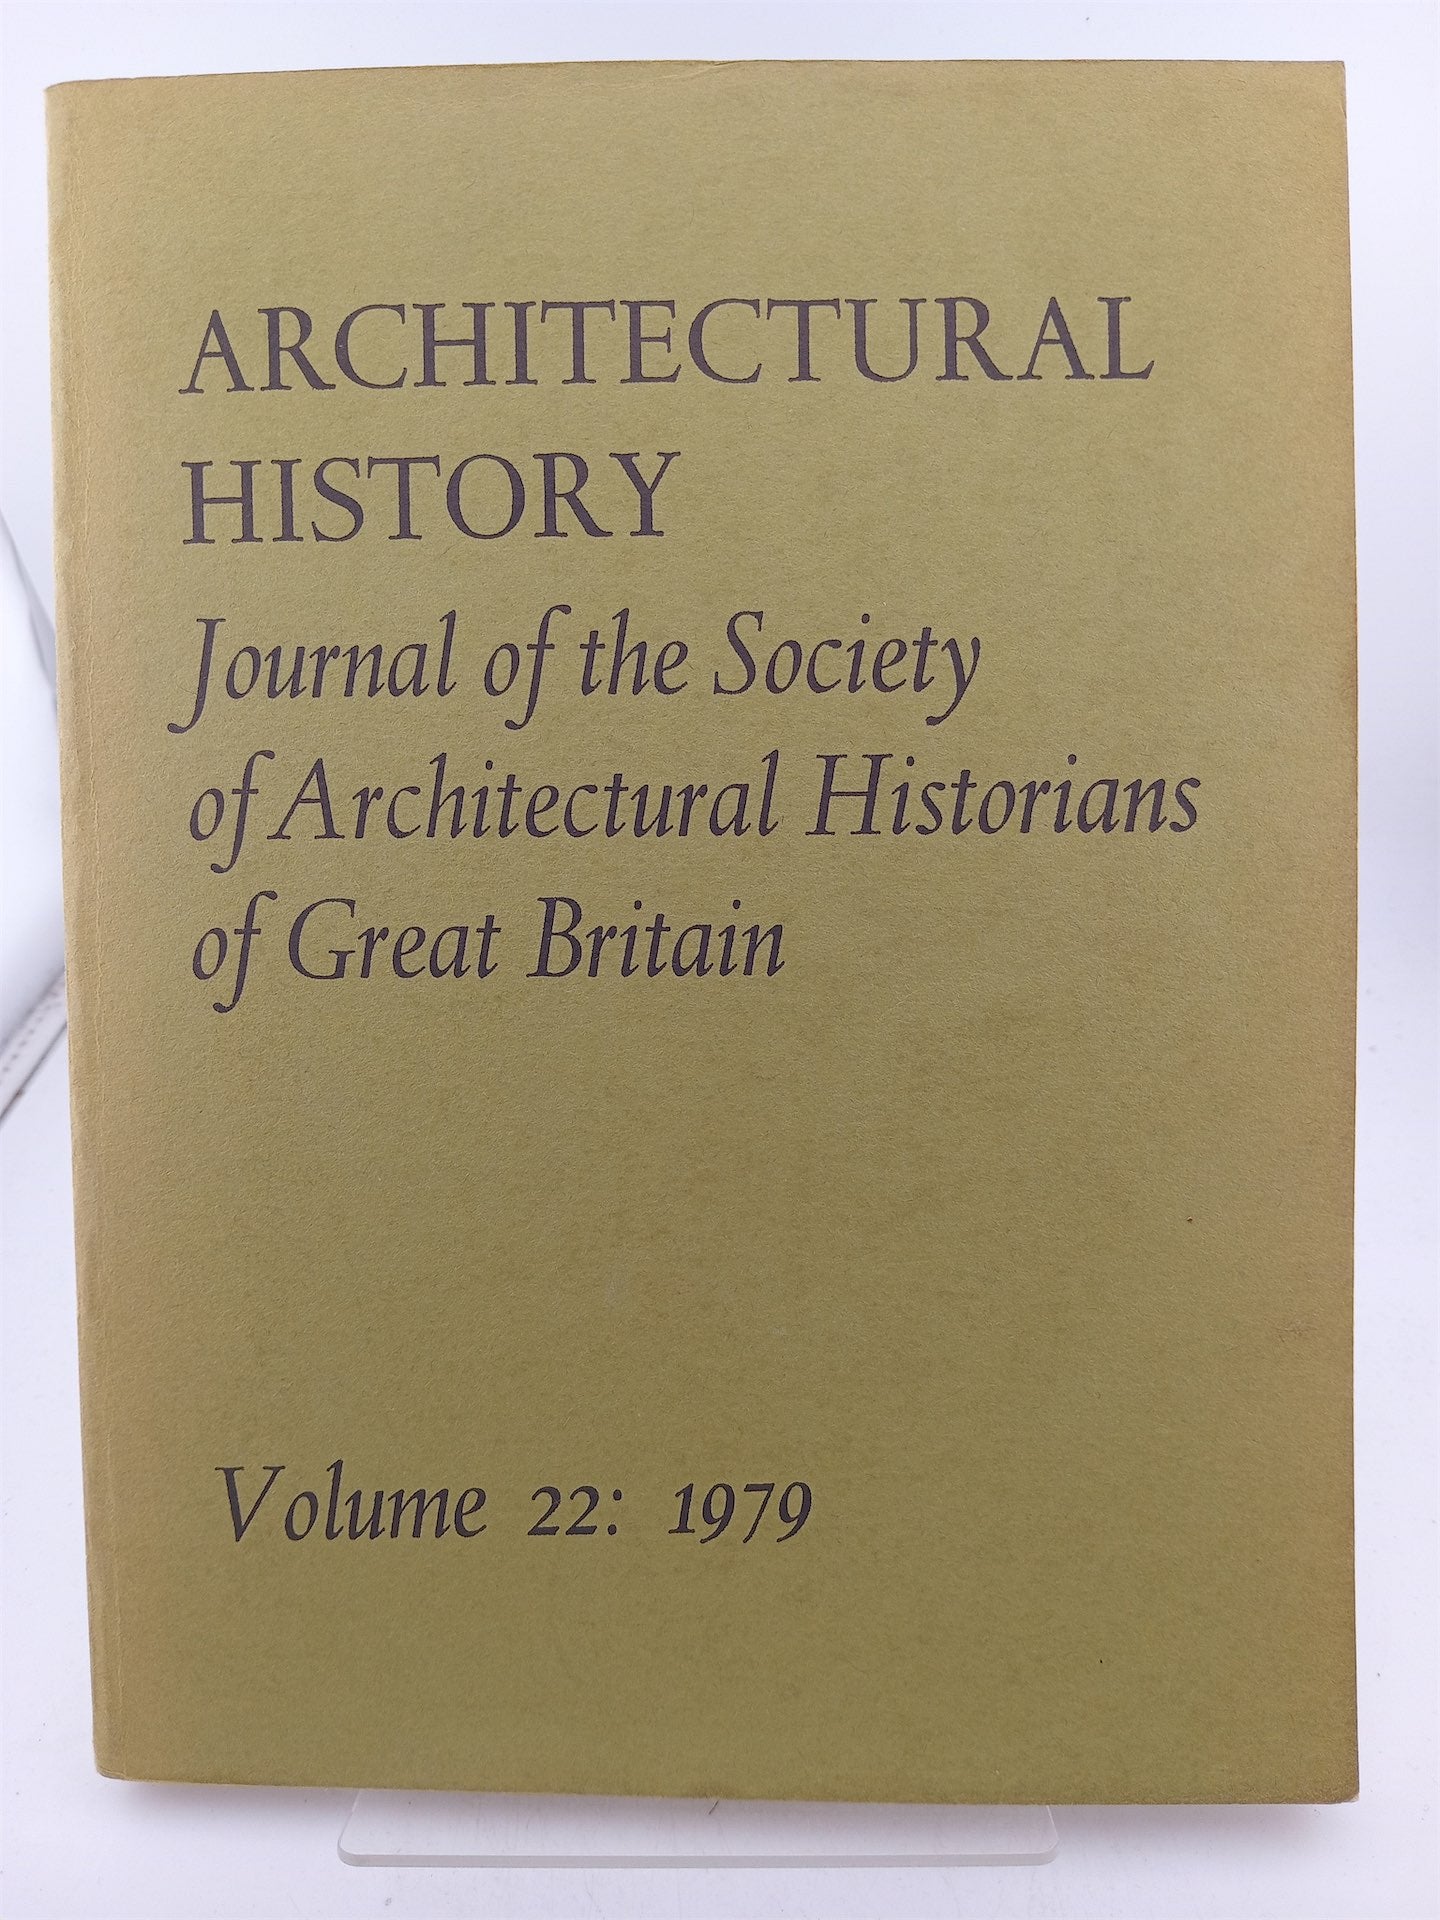 ARCHITECTURAL
HISTORY
Journal of the Society
of Architectural Historians
of Great Britain
Volume 22: 1979